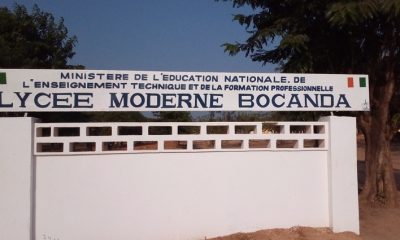 MINISTERE DE L'EDUCATION NATIONALE, DE
L'ENSEIGNEMENT TECHNIQUE ET DE LA FORMATION PROFESSIONNELLE
LYCEE MODERNE BOCANDA